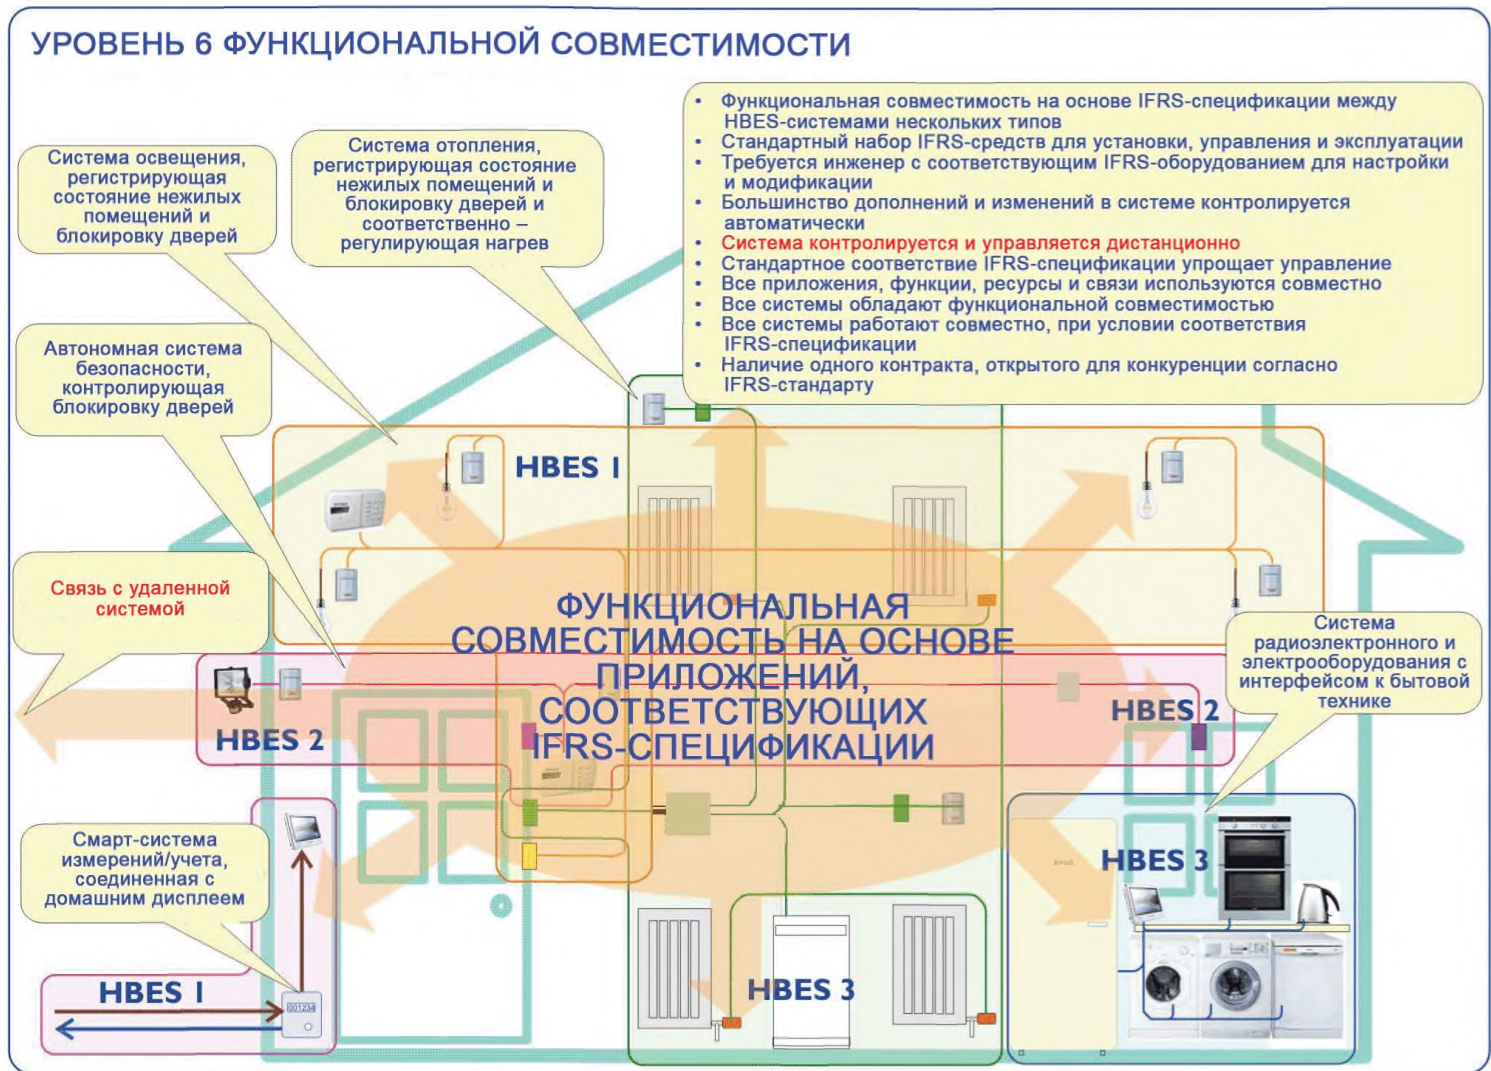 УРОВЕНЬ 6 ФУНКЦИОНАЛЬНОЙ СОВМЕСТИМОСТИ
• Функциональная совместимость на основе IFRS-спецификации между
HBES-системами нескольких типов
• Стандартный набор IFRS-средств для установки, управления и эксплуатации
• Требуется инженер с соответствующим IFRS-оборудованием для настройки
и модификации
• Большинство дополнений и изменений в системе контролируется
автоматически
• Система контролируется и управляется дистанционно
• Стандартное соответствие IFRS-спецификации упрощает управление
• Все приложения, функции, ресурсы и связи используются совместно
• Все системы обладают функциональной совместимостью
• Все системы работают совместно, при условии соответствия
IFRS-спецификации
• Наличие одного контракта, открытого для конкуренции согласно
IFRS-стандарту
Система освещения,
регистрирующая
состояние нежилых
помещений и
блокировку дверей
Система отопления,
регистрирующая состояние
нежилых помещений и
блокировку дверей и
соответственно –
регулирующая нагрев
Автономная система
безопасности,
контролирующая
блокировку дверей
HBES 1
Связь с удаленной
системой
ФУНКЦИОНАЛЬНАЯ
СОВМЕСТИМОСТЬ НА ОСНОВЕ
ПРИЛОЖЕНИЙ,
СООТВЕТСТВУЮЩИХ
IFRS-СПЕЦИФИКАЦИИ
Система
радиоэлектронного и
электрооборудования с
интерфейсом к бытовой
технике
HBES 2
HBES 2
Смарт-система
измерений/учета,
соединенная с
домашним дисплеем
HBES 3
HBES 1
001234
HBES 3